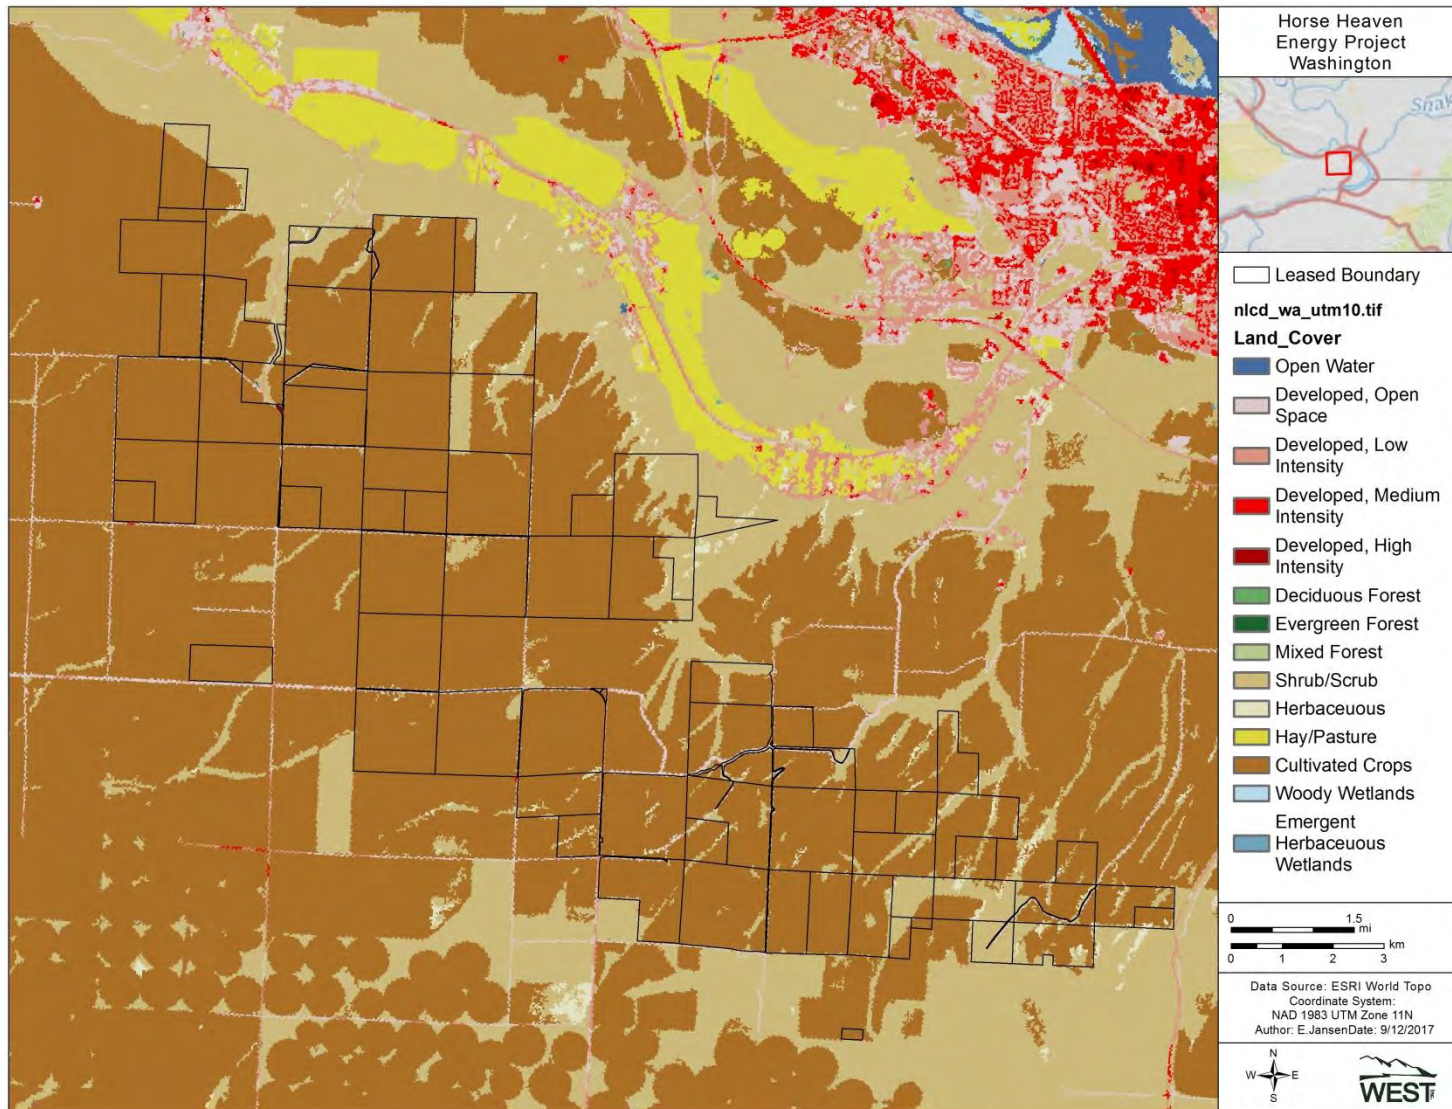 Horse Heaven
Energy Project
Washington
Snak
Leased Boundary
nlcd_wa_utm10.tif
Land_Cover
Open Water
Developed, Open
Space
Developed, Low
Intensity
Developed, Medium
Intensity
Developed, High
Intensity
Deciduous Forest
Evergreen Forest
Mixed Forest
Shrub/Scrub
Herbaceuous
Hay/Pasture
Cultivated Crops
Woody Wetlands
Emergent
Herbaceuous
Wetlands
0 1.5
mi
km
0 1 2 3
Data Source: ESRI World Topo
Coordinate System:
NAD 1983 UTM Zone 11N
Author: E.JansenDate: 9/12/2017
N
W E
S
WEST